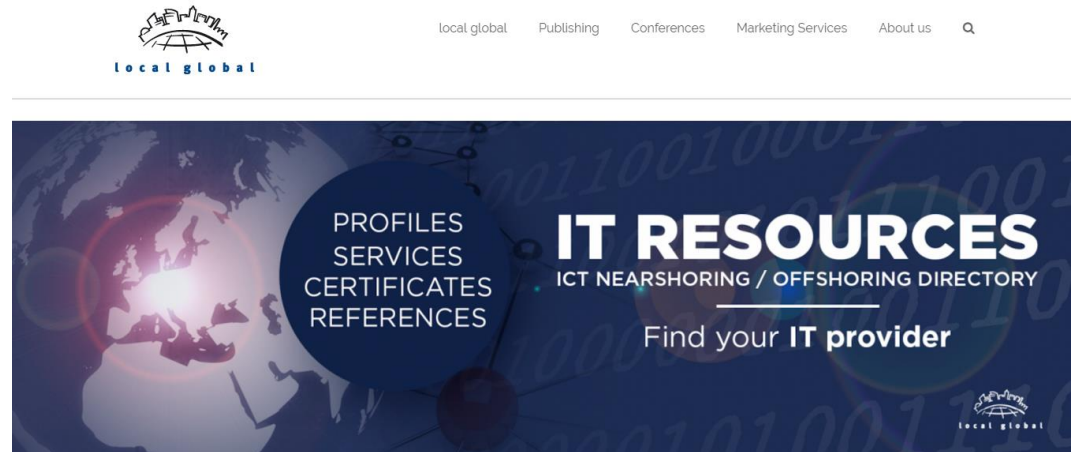 local global
local global Publishing Conferences Marketing Services About us
PROFILES
SERVICES
CERTIFICATES
REFERENCES
IT RESOURCES
ICT NEARSHORING / OFFSHORING DIRECTORY
Find your IT provider
local global